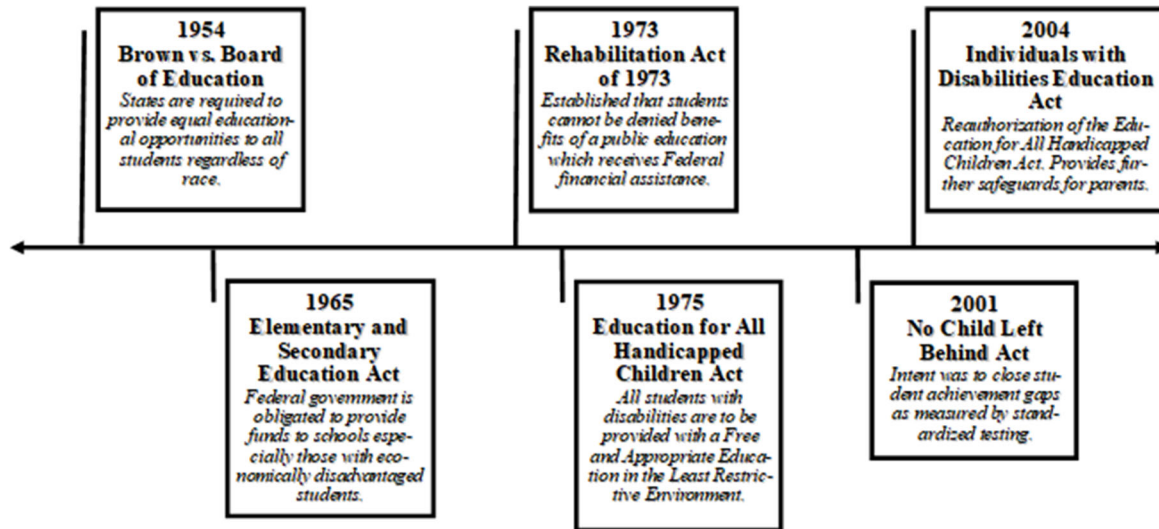 1954
Brown vs. Board
of Education
States are required to
provide equal education-
al opportunities to all
students regardless of
race.
1973
Rehabilitation Act
of 1973
Established that students
cannot be denied bene-
fits of a public education
which receives Federal
financial assistance.
2004
Individuals with
Disabilities Education
Act
Reauthorization of the Edu-
cation for All Handicapped
Children Act. Provides fur-
ther safeguards for parents.
1965
Elementary and
Secondary
Education Act
Federal government is
obligated to provide
funds to schools espe-
cially those with eco-
nomically disadvantaged
students.
1975
Education for All
Handicapped
Children Act
All students with
disabilities are to be
provided with a Free
and Appropriate Educa-
tion in the Least Restric-
tive Environment.
2001
No Child Left
Behind Act
Intent was to close stu-
dent achievement gaps
as measured by stand-
ardized testing.